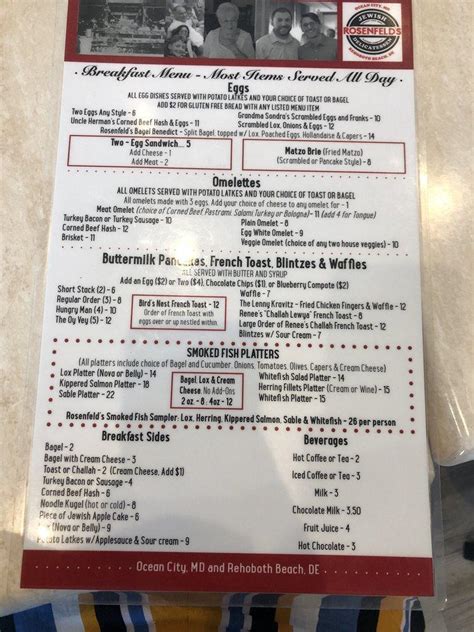 OCEAN CITY, MD
JEWISH
ROSENFELD'S
DELICATESSEN
REHOBOTH BEACH, DE
Breakfast Menu - Most Items Served All Day
Eggs
ALL EGG DISHES SERVED WITH POTATO LATKES AND YOUR CHOICE OF TOAST OR BAGEL
ADD $2 FOR GLUTEN FREE BREAD WITH ANY LISTED MENU ITEM
Two Eggs Any Style - 6
Grandma Sondra's Scrambled Eggs and Franks - 10
Uncle Herman's Corned Beef Hash & Eggs - 11
Scrambled Lox, Onions & Eggs - 12
Rosenfeld's Bagel Benedict - Split Bagel, topped w/ Lox, Poached Eggs, Hollandaise & Capers - 14
Two - Egg Sandwich... 5
Add Cheese - 1
Add Meat - 2
Matzo Brie (Fried Matzo)
(Scrambled or Pancake Style) - 8
Omelettes
ALL OMELETS SERVED WITH POTATO LATKES AND YOUR CHOICE OF TOAST OR BAGEL
All omelets made with 3 eggs. Add your choice of cheese to any omelet for - 1
Meat Omelet (choice of Corned Beef, Pastrami, Salami, Turkey or Bologna) - 11 (add 4 for Tongue)
Turkey Bacon or Turkey Sausage - 10
Corned Beef Hash - 12
Brisket - 11
Plain Omelet - 8
Egg White Omelet - 9
Veggie Omelet (choice of any two house veggies) - 10
Buttermilk Pancakes, French Toast, Blintzes & Waffles
ALL SERVED WITH BUTTER AND SYRUP
Add an Egg ($2) or Two ($4), Chocolate Chips ($1), or Blueberry Compote ($2)
Short Stack (2) - 6
Regular Order (3) - 8
Hungry Man (4) - 10
The Oy Vey (5) - 12
Bird's Nest French Toast - 12
Order of French Toast with
eggs over or up nestled within.
Waffle - 7
The Lenny Kravitz - Fried Chicken Fingers & Waffle - 12
Renee's "Challah Lewya" French Toast - 8
Large Order of Renee's Challah French Toast - 12
Blintzes w/ Sour Cream - 7
SMOKED FISH PLATTERS
(All platters include choice of Bagel and Cucumber, Onions, Tomatoes, Olives, Capers & Cream Cheese)
Lox Platter (Nova or Belly) - 14
Kippered Salmon Platter - 18
Sable Platter - 22
Bagel, Lox & Cream
Cheese, No Add-Ons
2 oz - 8 : 4oz - 12
Whitefish Salad Platter - 14
Herring Fillets Platter (Cream or Wine) - 15
Whitefish Platter - 15
Rosenfeld's Smoked Fish Sampler: Lox, Herring, Kippered Salmon, Sable & Whitefish - 26 per person
Breakfast Sides
Bagel - 2
Bagel with Cream Cheese - 3
Toast or Challah - 2 (Cream Cheese, Add $1)
Turkey Bacon or Sausage - 4
Corned Beef Hash - 6
Noodle Kugel (hot or cold) - 8
Piece of Jewish Apple Cake - 6
Lox (Nova or Belly) - 9
Potato Latkes w/Applesauce & Sour cream - 9
Beverages
Hot Coffee or Tea - 2
Iced Coffee or Tea - 3
Milk - 3
Chocolate Milk - 3.50
Fruit Juice - 4
Hot Chocolate - 3
OCEAN CITY, MD AND REHOBOTH BEACH, DE